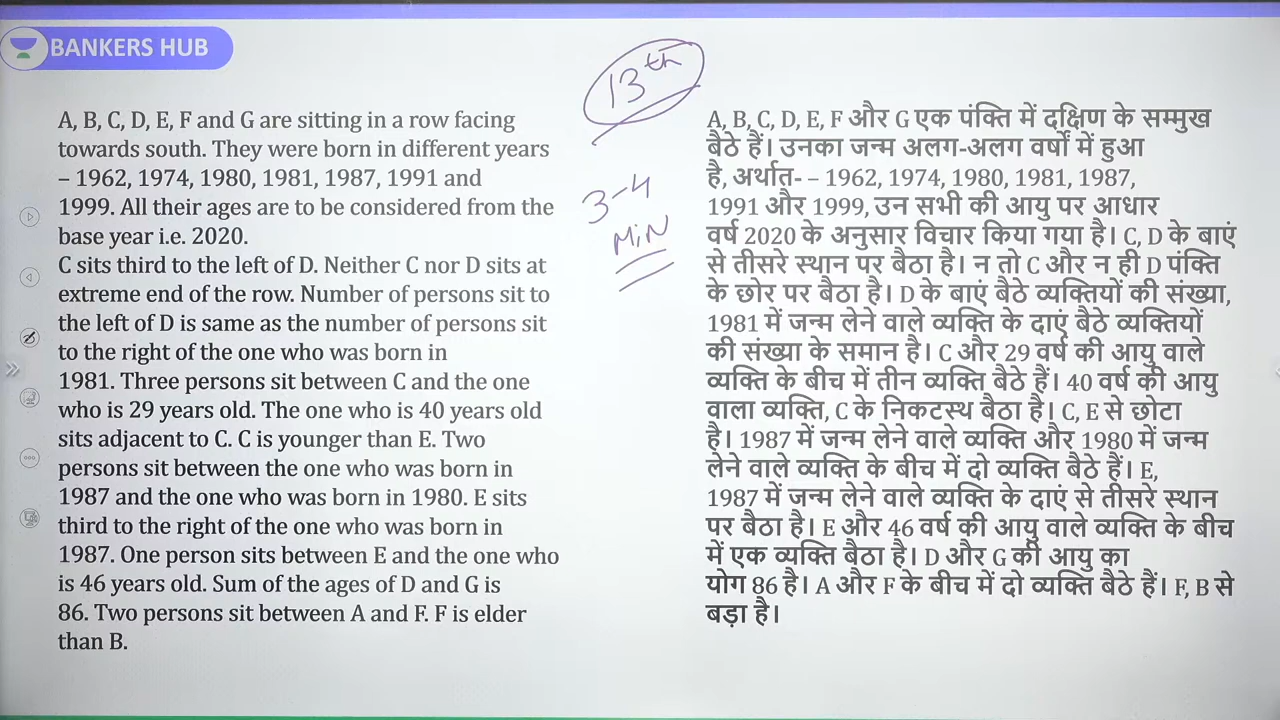 BANKERS HUB
13th
3-4
MIN
A, B, C, D, E, F and G are sitting in a row facing
towards south. They were born in different years
– 1962, 1974, 1980, 1981, 1987, 1991 and
1999. All their ages are to be considered from the
base year i.e. 2020.
C sits third to the left of D. Neither C nor D sits at
extreme end of the row. Number of persons sit to
the left of D is same as the number of persons sit
to the right of the one who was born in
1981. Three persons sit between C and the one
who is 29 years old. The one who is 40 years old
sits adjacent to C. C is younger than E. Two
persons sit between the one who was born in
1987 and the one who was born in 1980. E sits
third to the right of the one who was born in
1987. One person sits between E and the one who
is 46 years old. Sum of the ages of D and G is
86. Two persons sit between A and F. F is elder
than B.
A, B, C, D, E, F और G एक पंक्ति में दक्षिण के सम्मुख
बैठे हैं। उनका जन्म अलग-अलग वर्षों में हुआ
है, अर्थात- – 1962, 1974, 1980, 1981, 1987,
1991 और 1999, उन सभी की आयु पर आधार
वर्ष 2020 के अनुसार विचार किया गया है। C, D के बाएं
से तीसरे स्थान पर बैठा है। न तो C और न ही D पंक्ति
के छोर पर बैठा है। D के बाएं बैठे व्यक्तियों की संख्या,
1981 में जन्म लेने वाले व्यक्ति के दाएं बैठे व्यक्तियों
की संख्या के समान है। C और 29 वर्ष की आयु वाले
व्यक्ति के बीच में तीन व्यक्ति बैठे हैं। 40 वर्ष की आयु
वाला व्यक्ति, C के निकटस्थ बैठा है। C, E से छोटा
है। 1987 में जन्म लेने वाले व्यक्ति और 1980 में जन्म
लेने वाले व्यक्ति के बीच में दो व्यक्ति बैठे हैं। E,
1987 में जन्म लेने वाले व्यक्ति के दाएं से तीसरे स्थान
पर बैठा है। E और 46 वर्ष की आयु वाले व्यक्ति के बीच
में एक व्यक्ति बैठा है। D और G की आयु का
योग 86 है। A और F के बीच में दो व्यक्ति बैठे हैं। F, B से
बड़ा है।